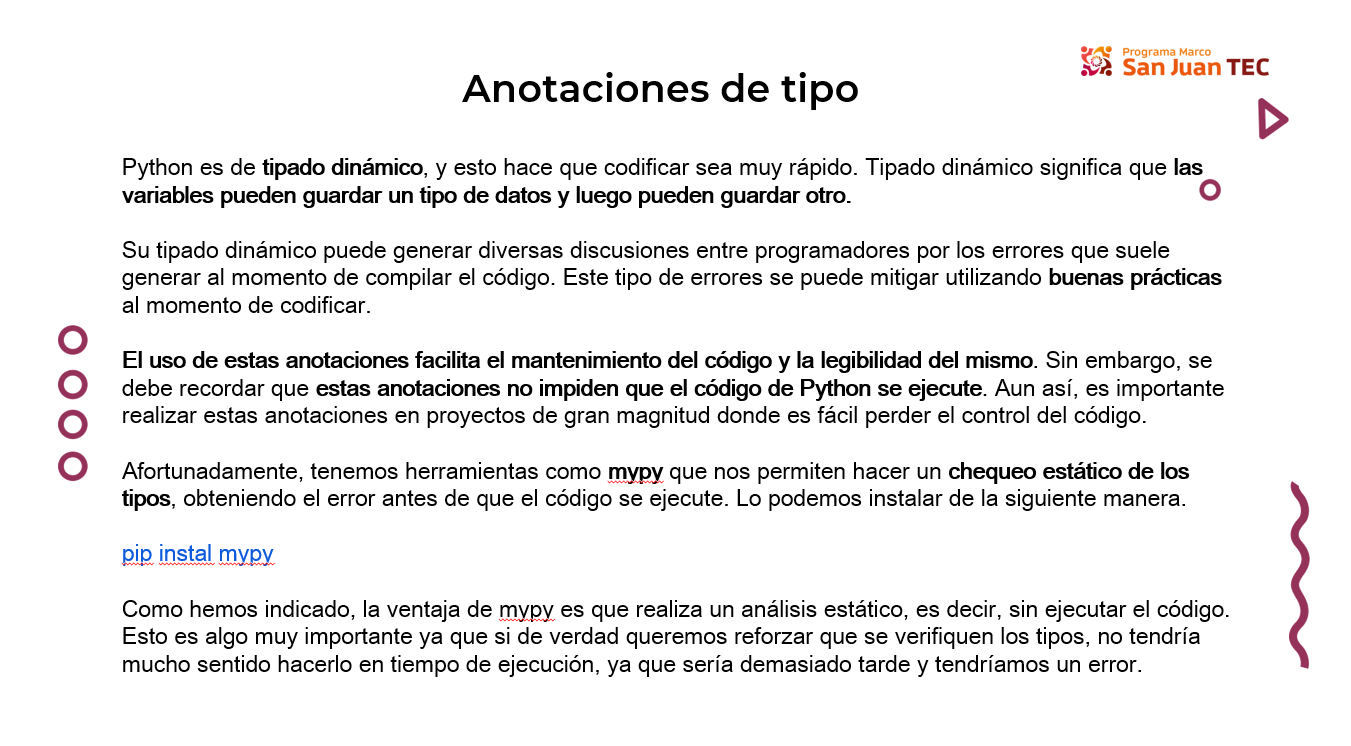 Programa Marco
San Juan TEC
Anotaciones de tipo
Python es de tipado dinámico, y esto hace que codificar sea muy rápido. Tipado dinámico significa que las
variables pueden guardar un tipo de datos y luego pueden guardar otro.
Su tipado dinámico puede generar diversas discusiones entre programadores por los errores que suele
generar al momento de compilar el código. Este tipo de errores se puede mitigar utilizando buenas prácticas
al momento de codificar.
El uso de estas anotaciones facilita el mantenimiento del código y la legibilidad del mismo. Sin embargo, se
debe recordar que estas anotaciones no impiden que el código de Python se ejecute. Aun así, es importante
realizar estas anotaciones en proyectos de gran magnitud donde es fácil perder el control del código.
Afortunadamente, tenemos herramientas como mypy que nos permiten hacer un chequeo estático de los
tipos, obteniendo el error antes de que el código se ejecute. Lo podemos instalar de la siguiente manera.
pip instal mypy
Como hemos indicado, la ventaja de mypy es que realiza un análisis estático, es decir, sin ejecutar el código.
Esto es algo muy importante ya que si de verdad queremos reforzar que se verifiquen los tipos, no tendría
mucho sentido hacerlo en tiempo de ejecución, ya que sería demasiado tarde y tendríamos un error.